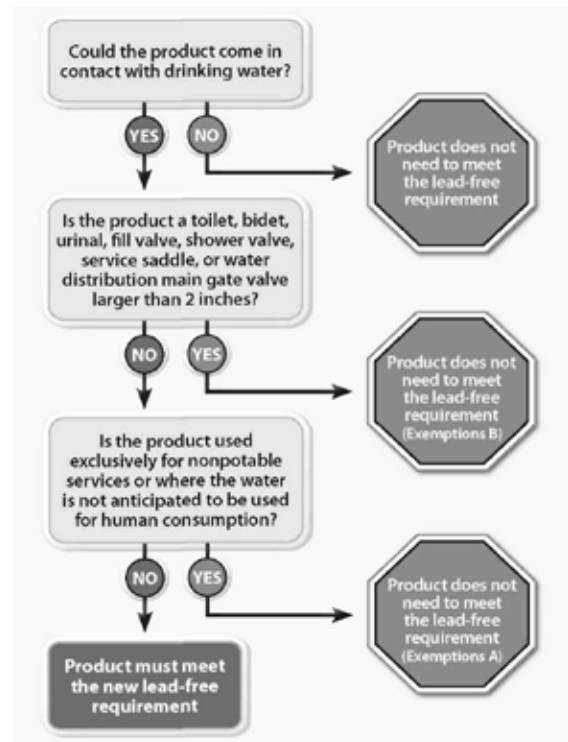 Could the product come in
contact with drinking water?
YES
NO
Product does not
need to meet
the lead-free
requirement
Is the product a toilet, bidet,
urinal, fill valve, shower valve,
service saddle, or water
distribution main gate valve
larger than 2 inches?
NO
YES
Product does not
need to meet
the lead-free
requirement
(Exemptions B)
Is the product used
exclusively for nonpotable
services or where the water
is not anticipated to be used
for human consumption?
NO
YES
Product does not
need to meet
the lead-free
requirement
(Exemptions A)
Product must meet
the new lead-free
requirement